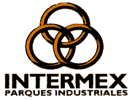 INTERMEX
PARQUES INDUSTRIALES